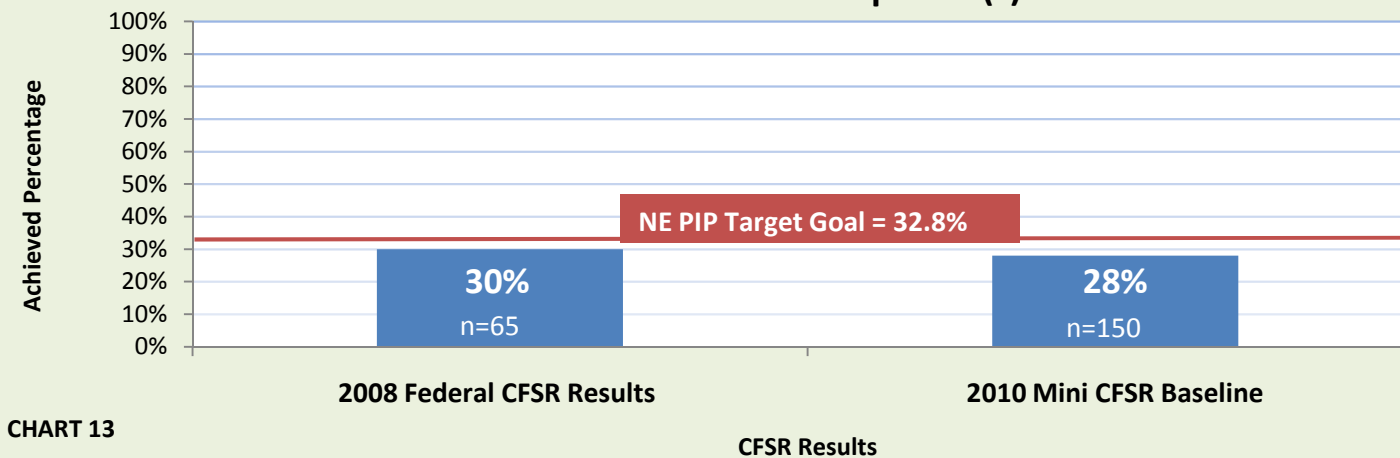 100%
90%
80%
70%
60%
50%
40%
30%
20%
10%
0%
Achieved Percentage
NE PIP Target Goal = 32.8%
30%
n=65
28%
n=150
2008 Federal CFSR Results
2010 Mini CFSR Baseline
CHART 13
CFSR Results